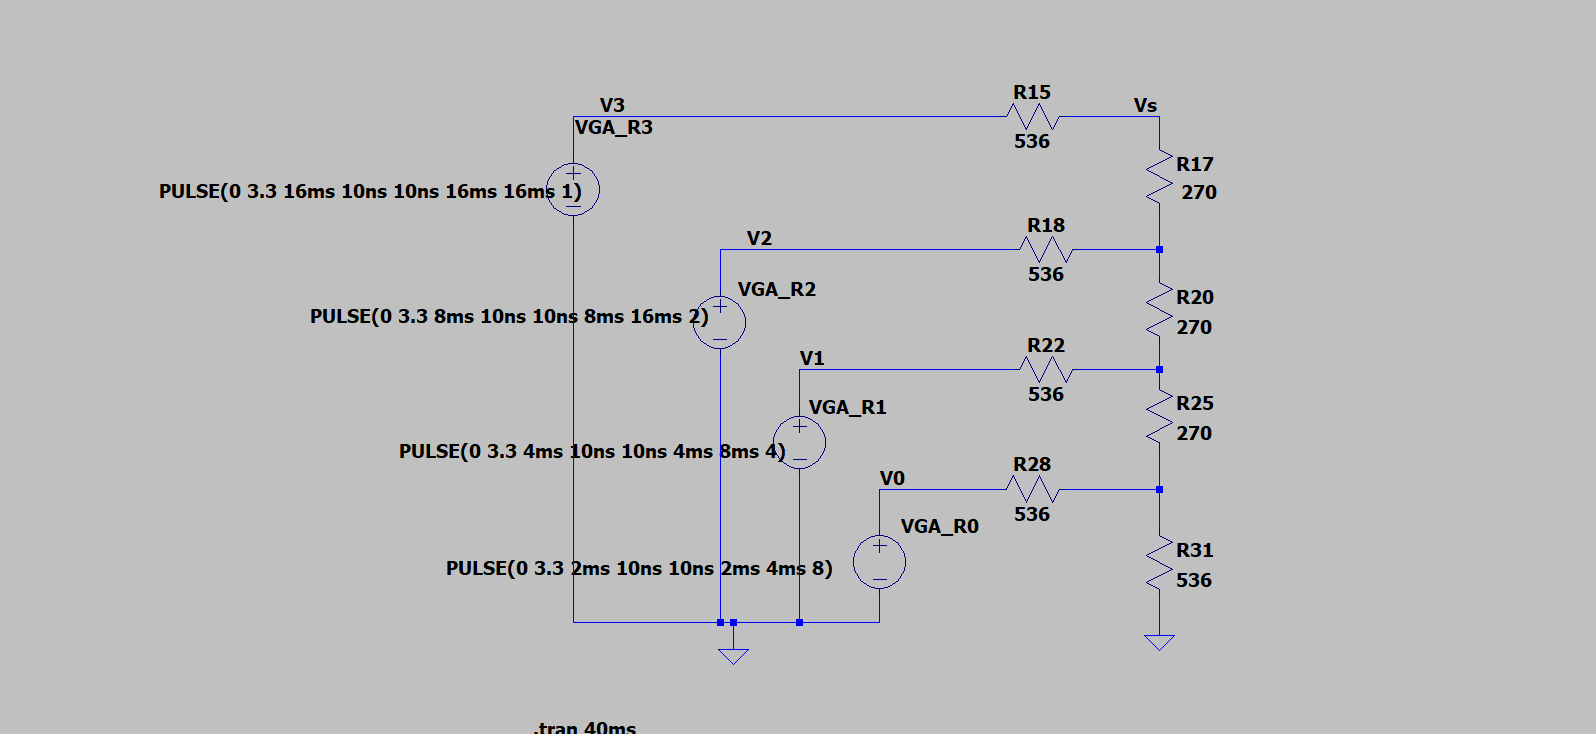 R15
V3
Vs
VGA_R3
536
R17
PULSE(0 3.3 16ms 10ns 10ns 16ms 16ms 1)
270
R18
V2
536
VGA_R2
R20
PULSE(0 3.3 8ms 10ns 10ns 8ms 16ms 2)
270
R22
V1
536
VGA_R1
R25
270
PULSE(0 3.3 4ms 10ns 10ns 4ms 8ms 4)
R28
V0
536
VGA_R0
R31
PULSE(0 3.3 2ms 10ns 10ns 2ms 4ms 8)
536
.tran 40ms